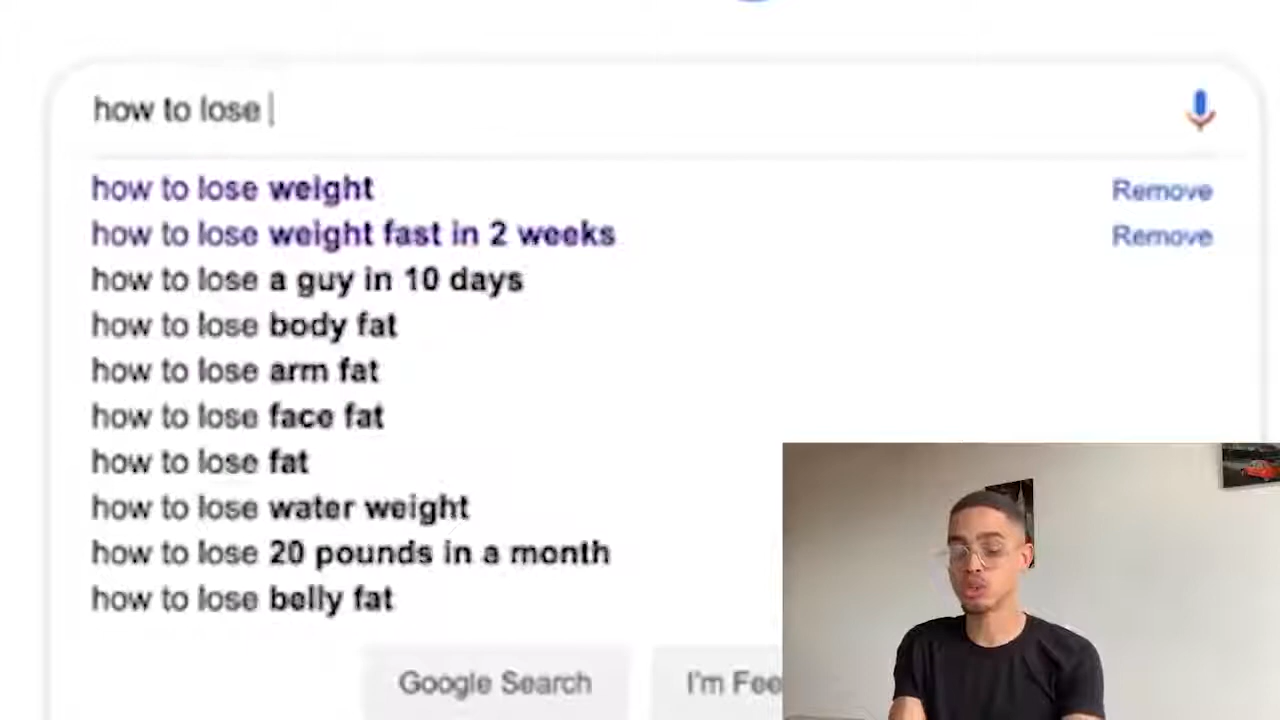 how to lose
how to lose weight
Remove
how to lose weight fast in 2 weeks
Remove
how to lose a guy in 10 days
how to lose body fat
how to lose arm fat
how to lose face fat
how to lose fat
how to lose water weight
how to lose 20 pounds in a month
how to lose belly fat
Google Search
I'm Fee